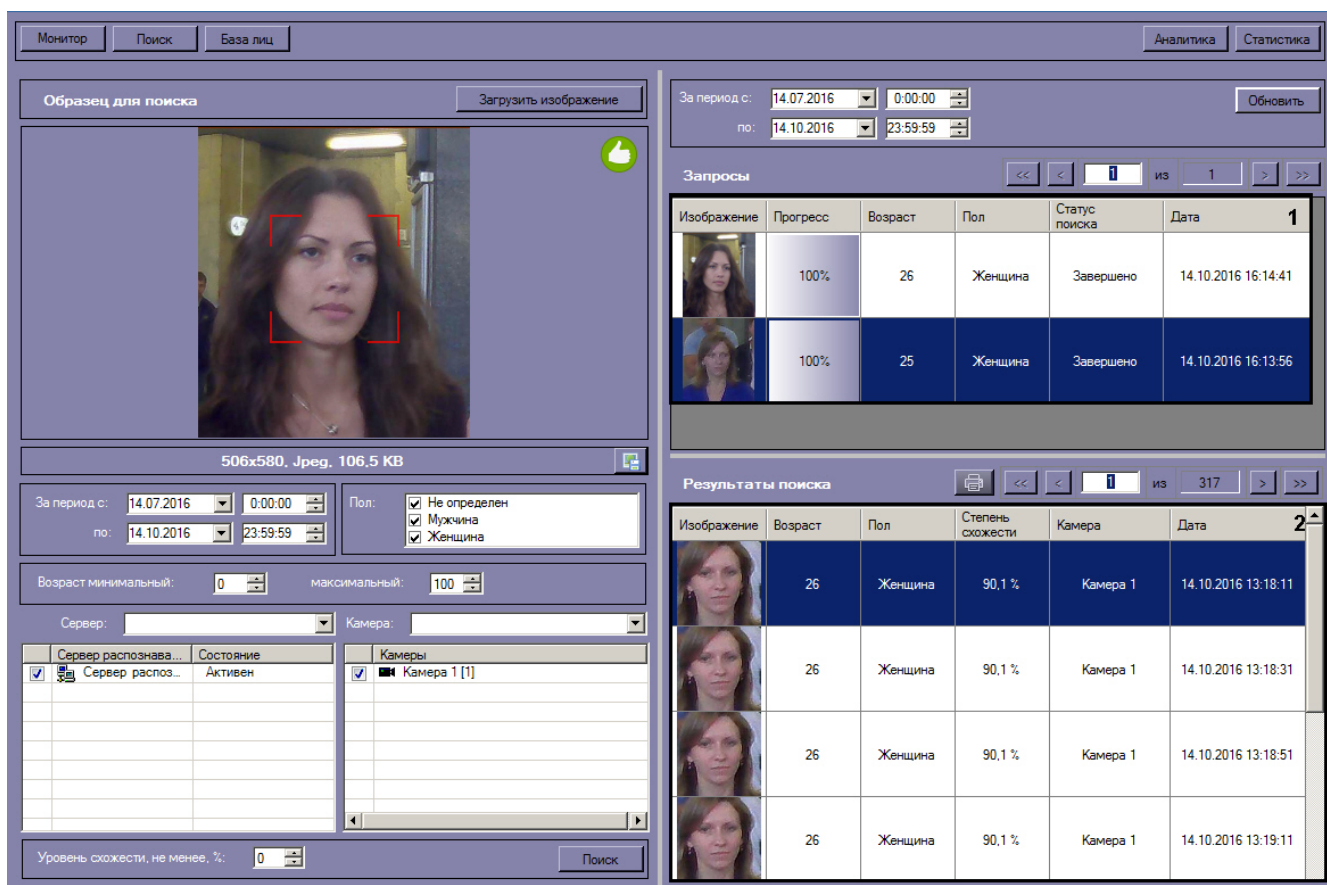 Монитор Поиск База лиц Аналитика Статистика
Образец для поиска Загрузить изображение
506x580, Jpeg, 106,5 KB
За период с: 14.07.2016 0:00:00
по: 14.10.2016 23:59:59
Пол: Не определен
Мужчина
Женщина
Возраст минимальный: 0 максимальный: 100
Сервер: Камера:
Сервер распознава... Состояние
Сервер распоз... Активен
Камеры
Камера 1 [1]
Уровень схожести, не менее, %: 0 Поиск
За период с: 14.07.2016 0:00:00 Обновить
по: 14.10.2016 23:59:59
Запросы << < 1 из 1 > >>
Изображение Прогресс Возраст Пол Статус поиска Дата 1
100% 26 Женщина Завершено 14.10.2016 16:14:41
100% 25 Женщина Завершено 14.10.2016 16:13:56
Результаты поиска << < 1 из 317 > >>
Изображение Возраст Пол Степень схожести Камера Дата 2
26 Женщина 90,1 % Камера 1 14.10.2016 13:18:11
26 Женщина 90,1 % Камера 1 14.10.2016 13:18:31
26 Женщина 90,1 % Камера 1 14.10.2016 13:18:51
26 Женщина 90,1 % Камера 1 14.10.2016 13:19:11